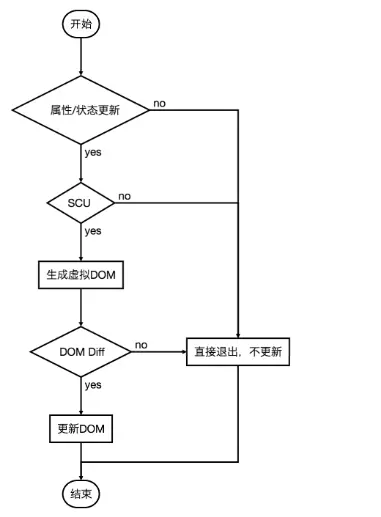 开始
属性/状态更新
no
yes
SCU
no
yes
生成虚拟DOM
DOM Diff
no
直接退出，不更新
yes
更新DOM
结束